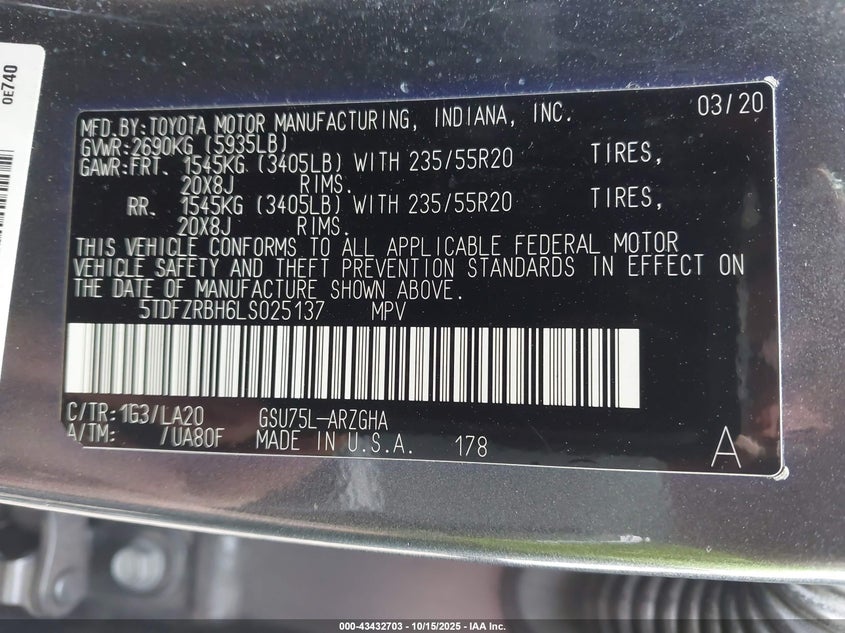 0E740
MFD.BY:TOYOTA MOTOR MANUFACTURING, INDIANA, INC. 03/20
GVWR:2690KG (5935LB)
GAWR:FRT. 1545KG (3405LB) WITH 235/55R20 TIRES,
20X8J RIMS.
RR. 1545KG (3405LB) WITH 235/55R20 TIRES,
20X8J RIMS.
THIS VEHICLE CONFORMS TO ALL APPLICABLE FEDERAL MOTOR
VEHICLE SAFETY AND THEFT PREVENTION STANDARDS IN EFFECT ON
THE DATE OF MANUFACTURE SHOWN ABOVE.
5TDFZRBH6LS025137 MPV
C/TR:1G3/LA20 GSU75L-ARZGHA
A/TM: /UA80F MADE IN U.S.A. 178 A
000-43432703 - 10/15/2025 - IAA Inc.